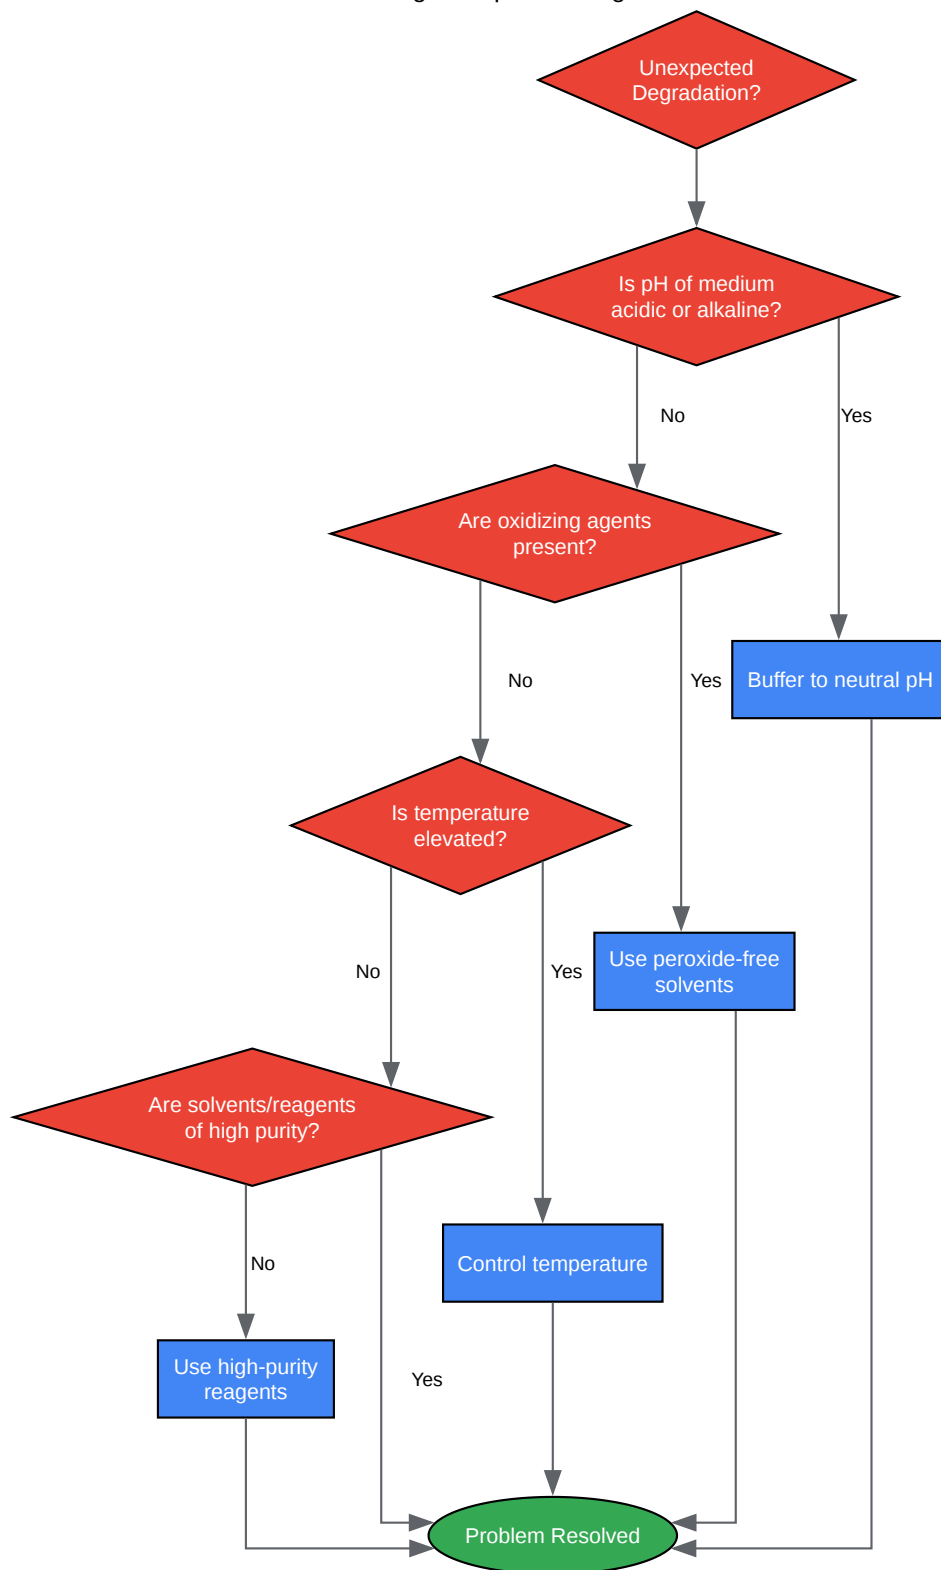 Unexpected
Degradation?
Is pH of medium
acidic or alkaline?
No
Yes
Are oxidizing agents
present?
No
Yes
Buffer to neutral pH
Is temperature
elevated?
No
Yes
Use peroxide-free
solvents
Are solvents/reagents
of high purity?
No
Control temperature
Use high-purity
reagents
Yes
Problem Resolved